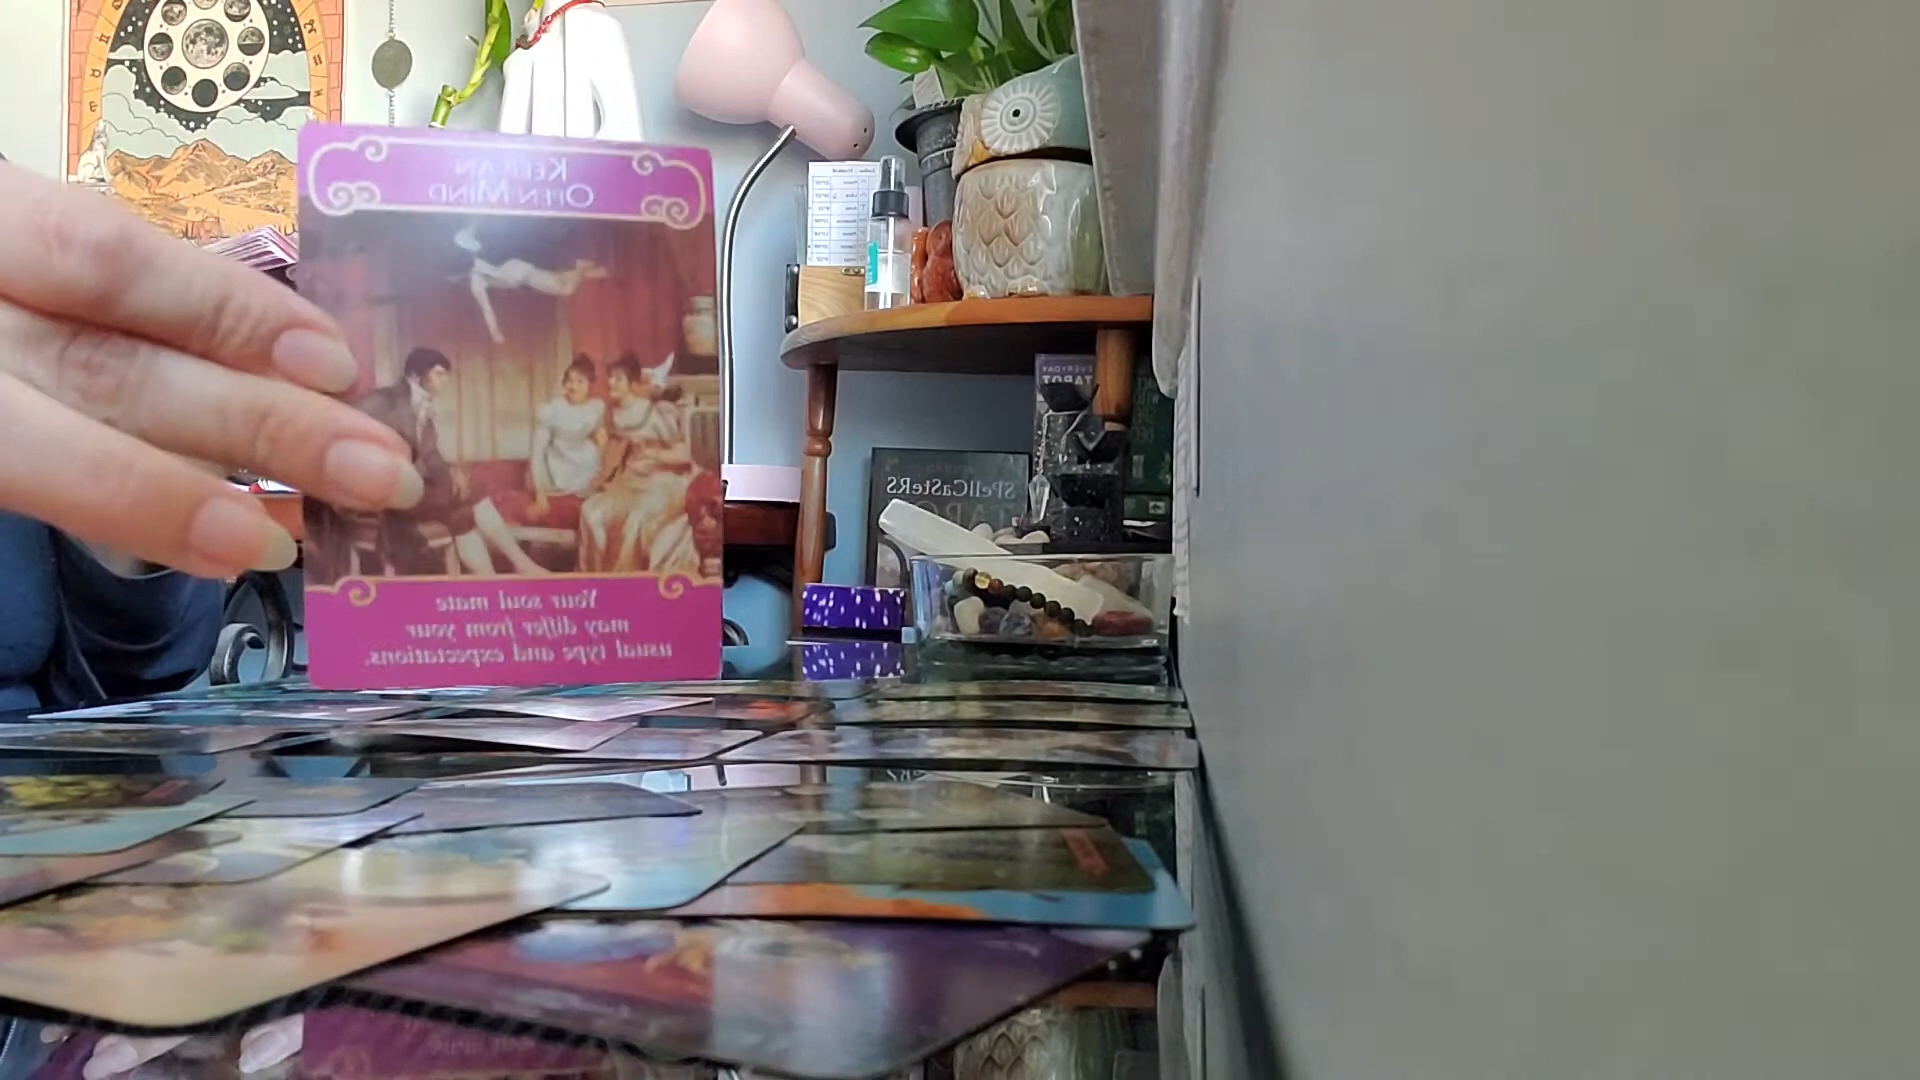 KEEP AN
OPEN MIND
Your soul mate
may differ from your
usual type and expectations.
EVERYDAY
TAROT
SPellCaSteRS